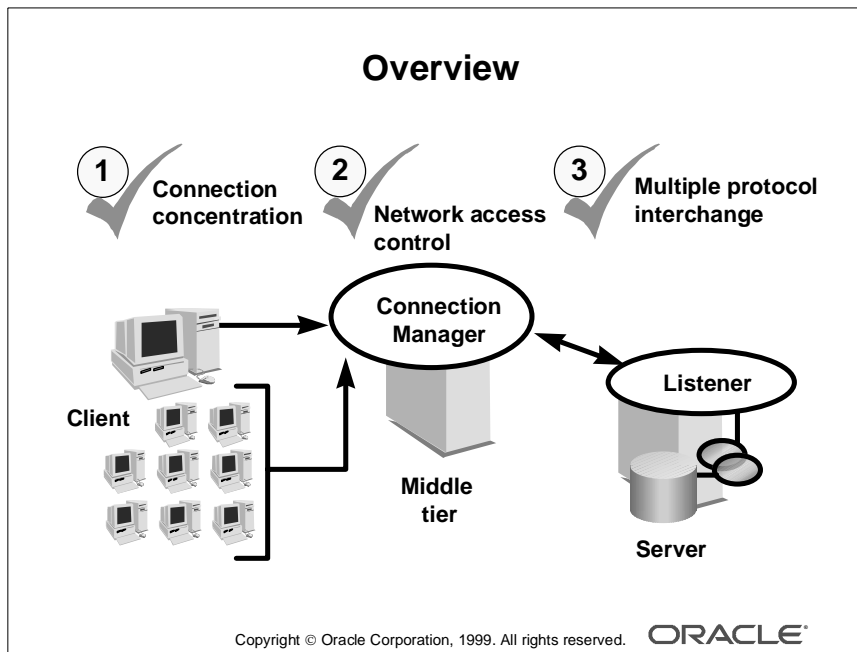 Overview
1
Connection
concentration
2
Network access
control
3
Multiple protocol
interchange
Connection
Manager
Listener
Client
Middle
tier
Server
Copyright © Oracle Corporation, 1999. All rights reserved.
ORACLE®